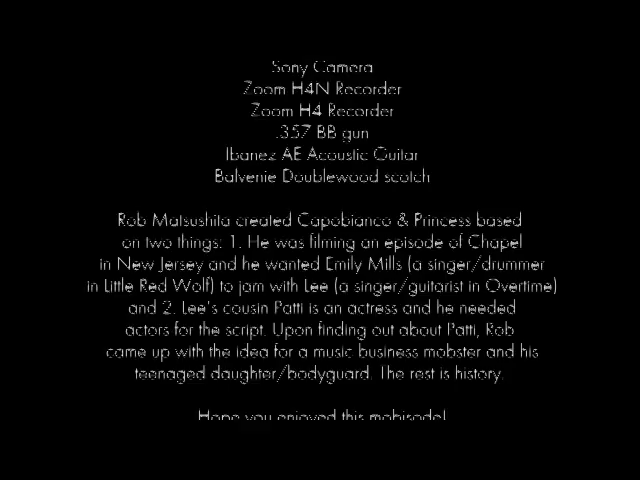 Sony Camera
Zoom H4N Recorder
Zoom H4 Recorder
.357 BB gun
Ibanez AE Acoustic Guitar
Balvenie Doublewood scotch
Rob Matsushita created Capobianco & Princess based
on two things: 1. He was filming an episode of Chapel
in New Jersey and he wanted Emily Mills (a singer/drummer
in Little Red Wolf) to jam with Lee (a singer/guitarist in Overtime)
and 2. Lee's cousin Patti is an actress and he needed
actors for the script. Upon finding out about Patti, Rob
came up with the idea for a music business mobster and his
teenaged daughter/bodyguard. The rest is history.
Hope you enjoyed this mobisode!